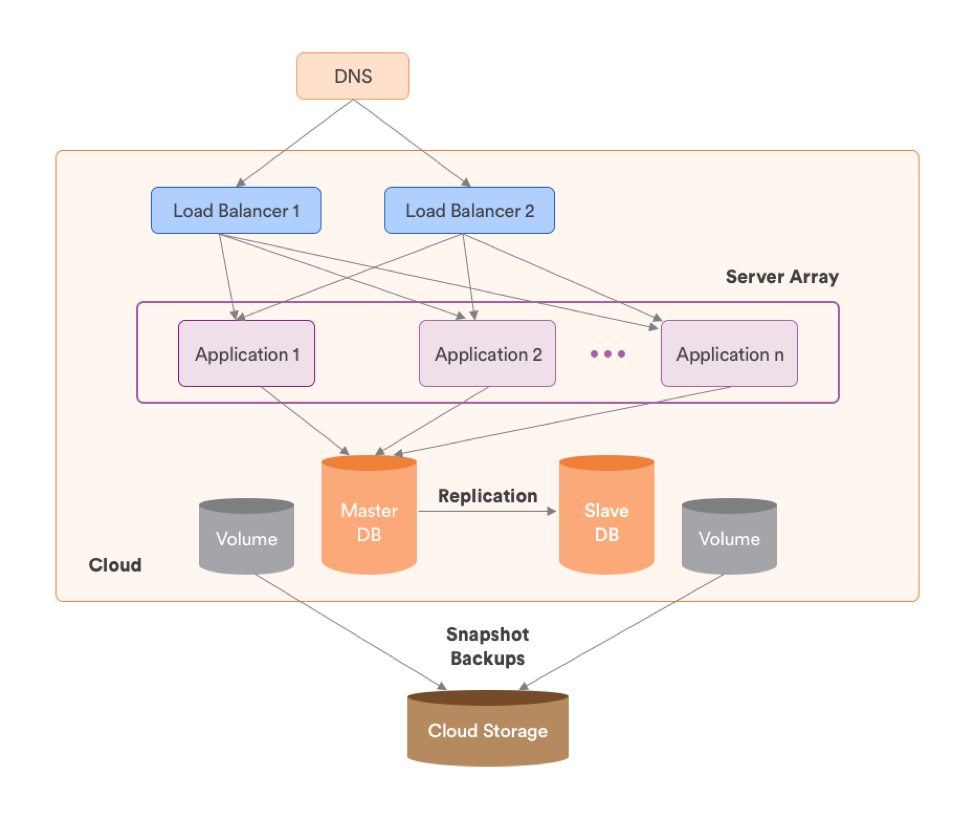 DNS
Load Balancer 1
Load Balancer 2
Server Array
Application 1
Application 2
Application n
Master
DB
Replication
Slave
DB
Volume
Volume
Cloud
Snapshot
Backups
Cloud Storage